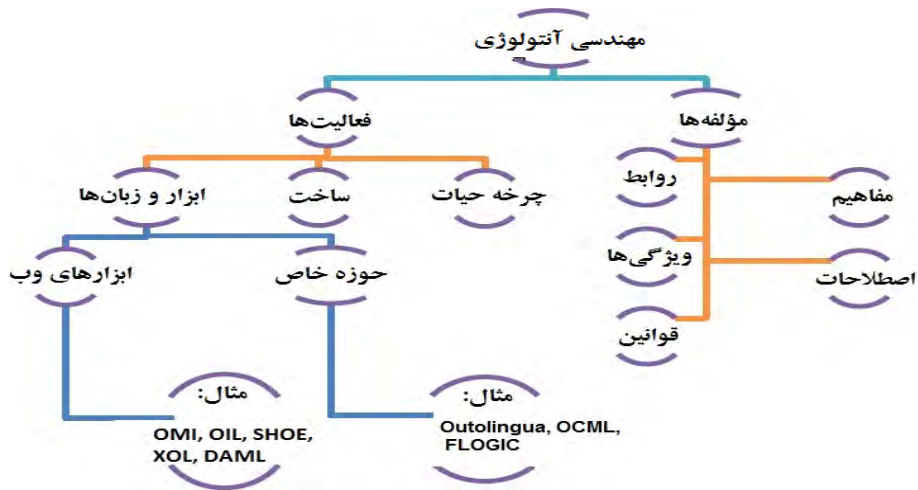 مهندسی آنتولوژی
مؤلفه‌ها
فعالیت‌ها
روابط
مفاهیم
ویژگی‌ها
اصطلاحات
قوانین
چرخه حیات
ساخت
ابزار و زبان‌ها
حوزه خاص
ابزارهای وب
مثال:
Outolingua, OCML,
FLOGIC
مثال:
OMI, OIL, SHOE,
XOL, DAML